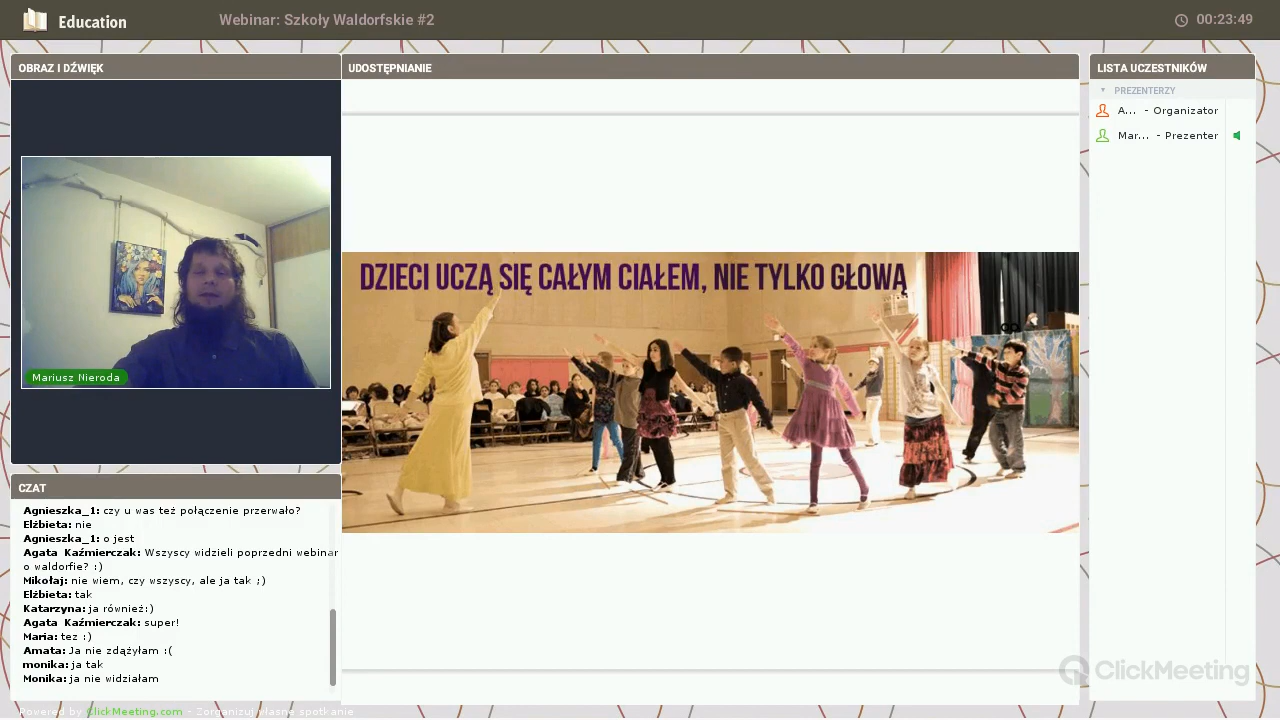 Education
Webinar: Szkoły Waldorfskie #2
00:23:49
OBRAZ I DŹWIĘK
Mariusz Nieroda
UDOSTĘPNIANIE
DZIECI UCZĄ SIĘ CAŁYM CIAŁEM, NIE TYLKO GŁOWĄ
LISTA UCZESTNIKÓW
PREZENTERZY
A... - Organizator
Mar... - Prezenter
CZAT
Agnieszka_1: czy u was też połączenie przerwało?
Elżbieta: nie
Agnieszka_1: o jest
Agata Kaźmierczak: Wszyscy widzieli poprzedni webinar
o waldorfie? :)
Mikołaj: nie wiem, czy wszyscy, ale ja tak ;)
Elżbieta: tak
Katarzyna: ja również:)
Agata Kaźmierczak: super!
Maria: tez :)
Amata: Ja nie zdążyłam :(
monika: ja tak
Monika: ja nie widziałam
ClickMeeting
Powered by ClickMeeting.com - Zorganizuj własne spotkanie